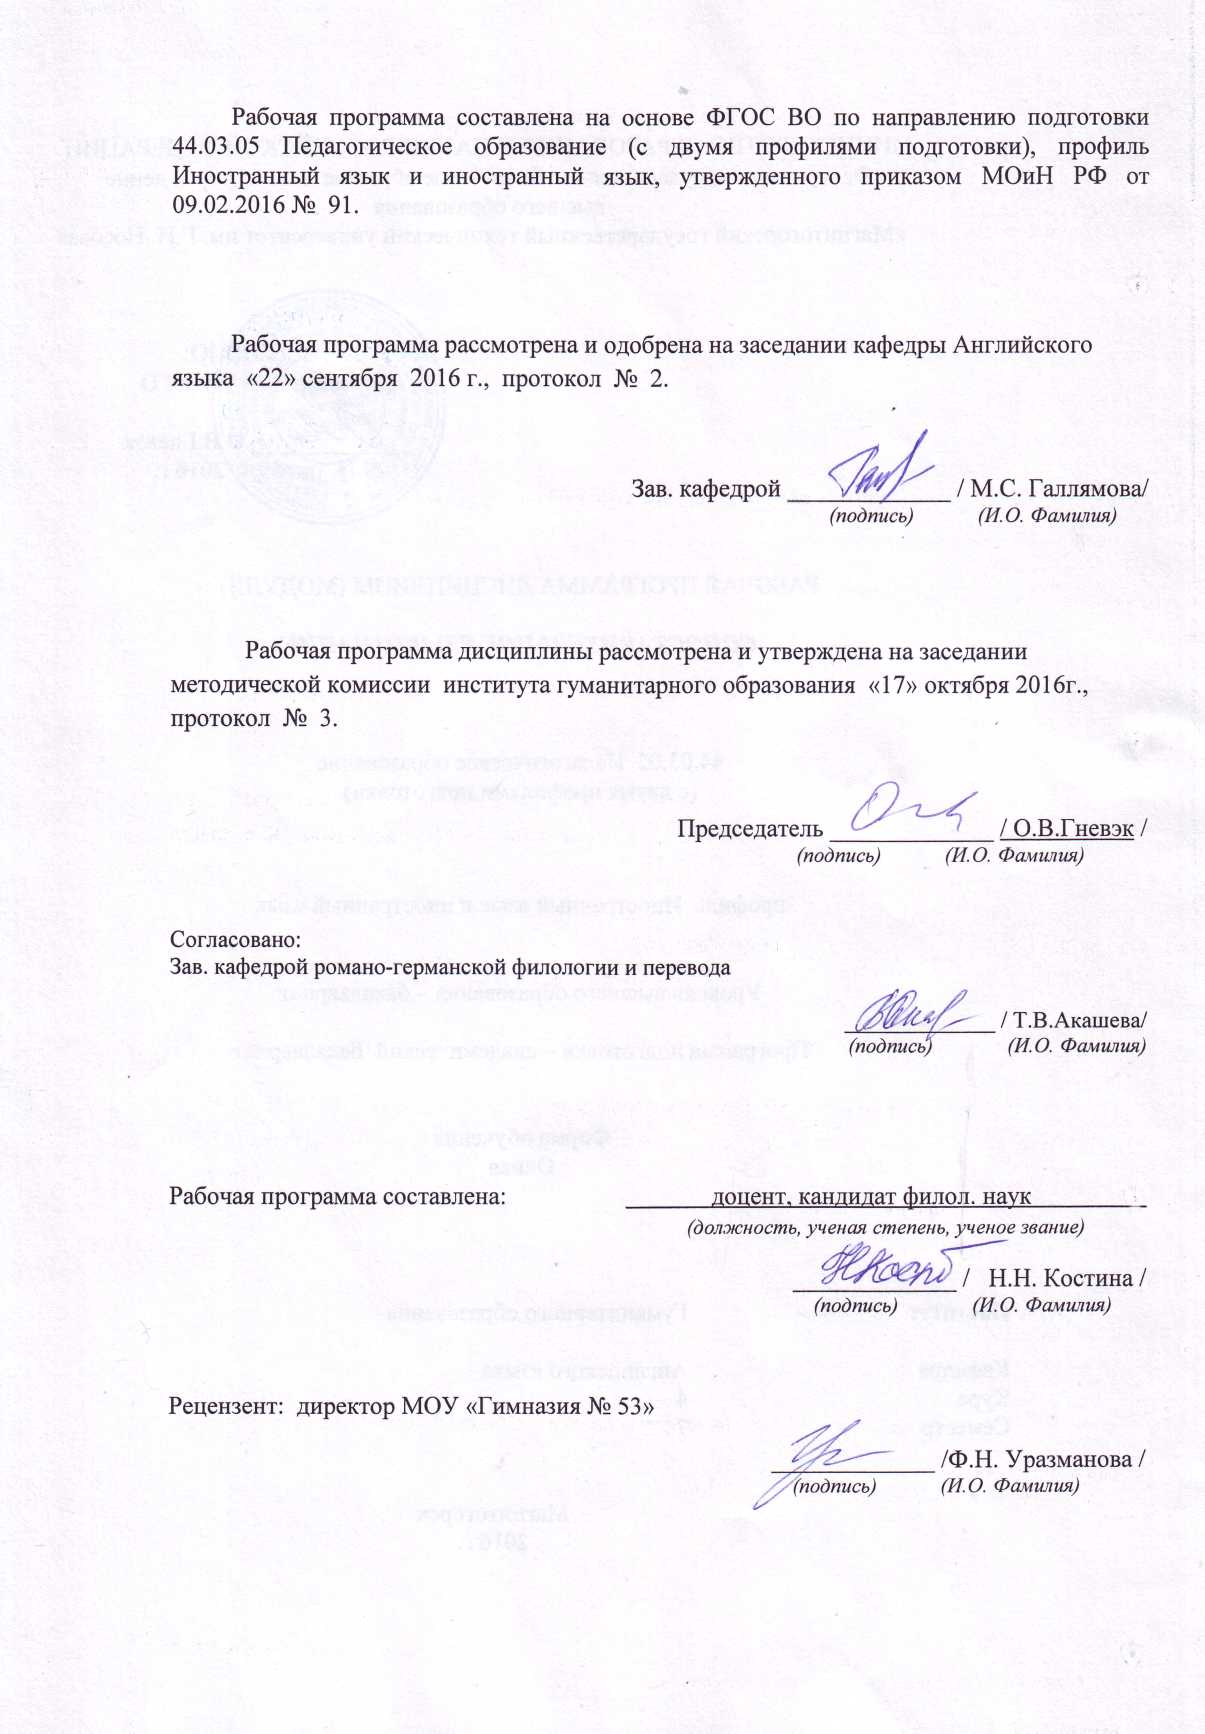 Рабочая программа составлена на основе ФГОС ВО по направлению подготовки
44.03.05 Педагогическое образование (с двумя профилями подготовки), профиль
Иностранный язык и иностранный язык, утвержденного приказом МОиН РФ от
09.02.2016 № 91.
Рабочая программа рассмотрена и одобрена на заседании кафедры Английского
языка «22» сентября 2016 г., протокол № 2.
Зав. кафедрой / М.С. Галлямова/
(подпись) (И.О. Фамилия)
Рабочая программа дисциплины рассмотрена и утверждена на заседании
методической комиссии института гуманитарного образования «17» октября 2016г.,
протокол № 3.
Председатель / О.В.Гневэк /
(подпись) (И.О. Фамилия)
Согласовано:
Зав. кафедрой романо-германской филологии и перевода
/ Т.В.Акашева/
(подпись) (И.О. Фамилия)
Рабочая программа составлена: доцент, кандидат филол. наук
(должность, ученая степень, ученое звание)
/ Н.Н. Костина /
(подпись) (И.О. Фамилия)
Рецензент: директор МОУ «Гимназия № 53»
/Ф.Н. Уразманова /
(подпись) (И.О. Фамилия)